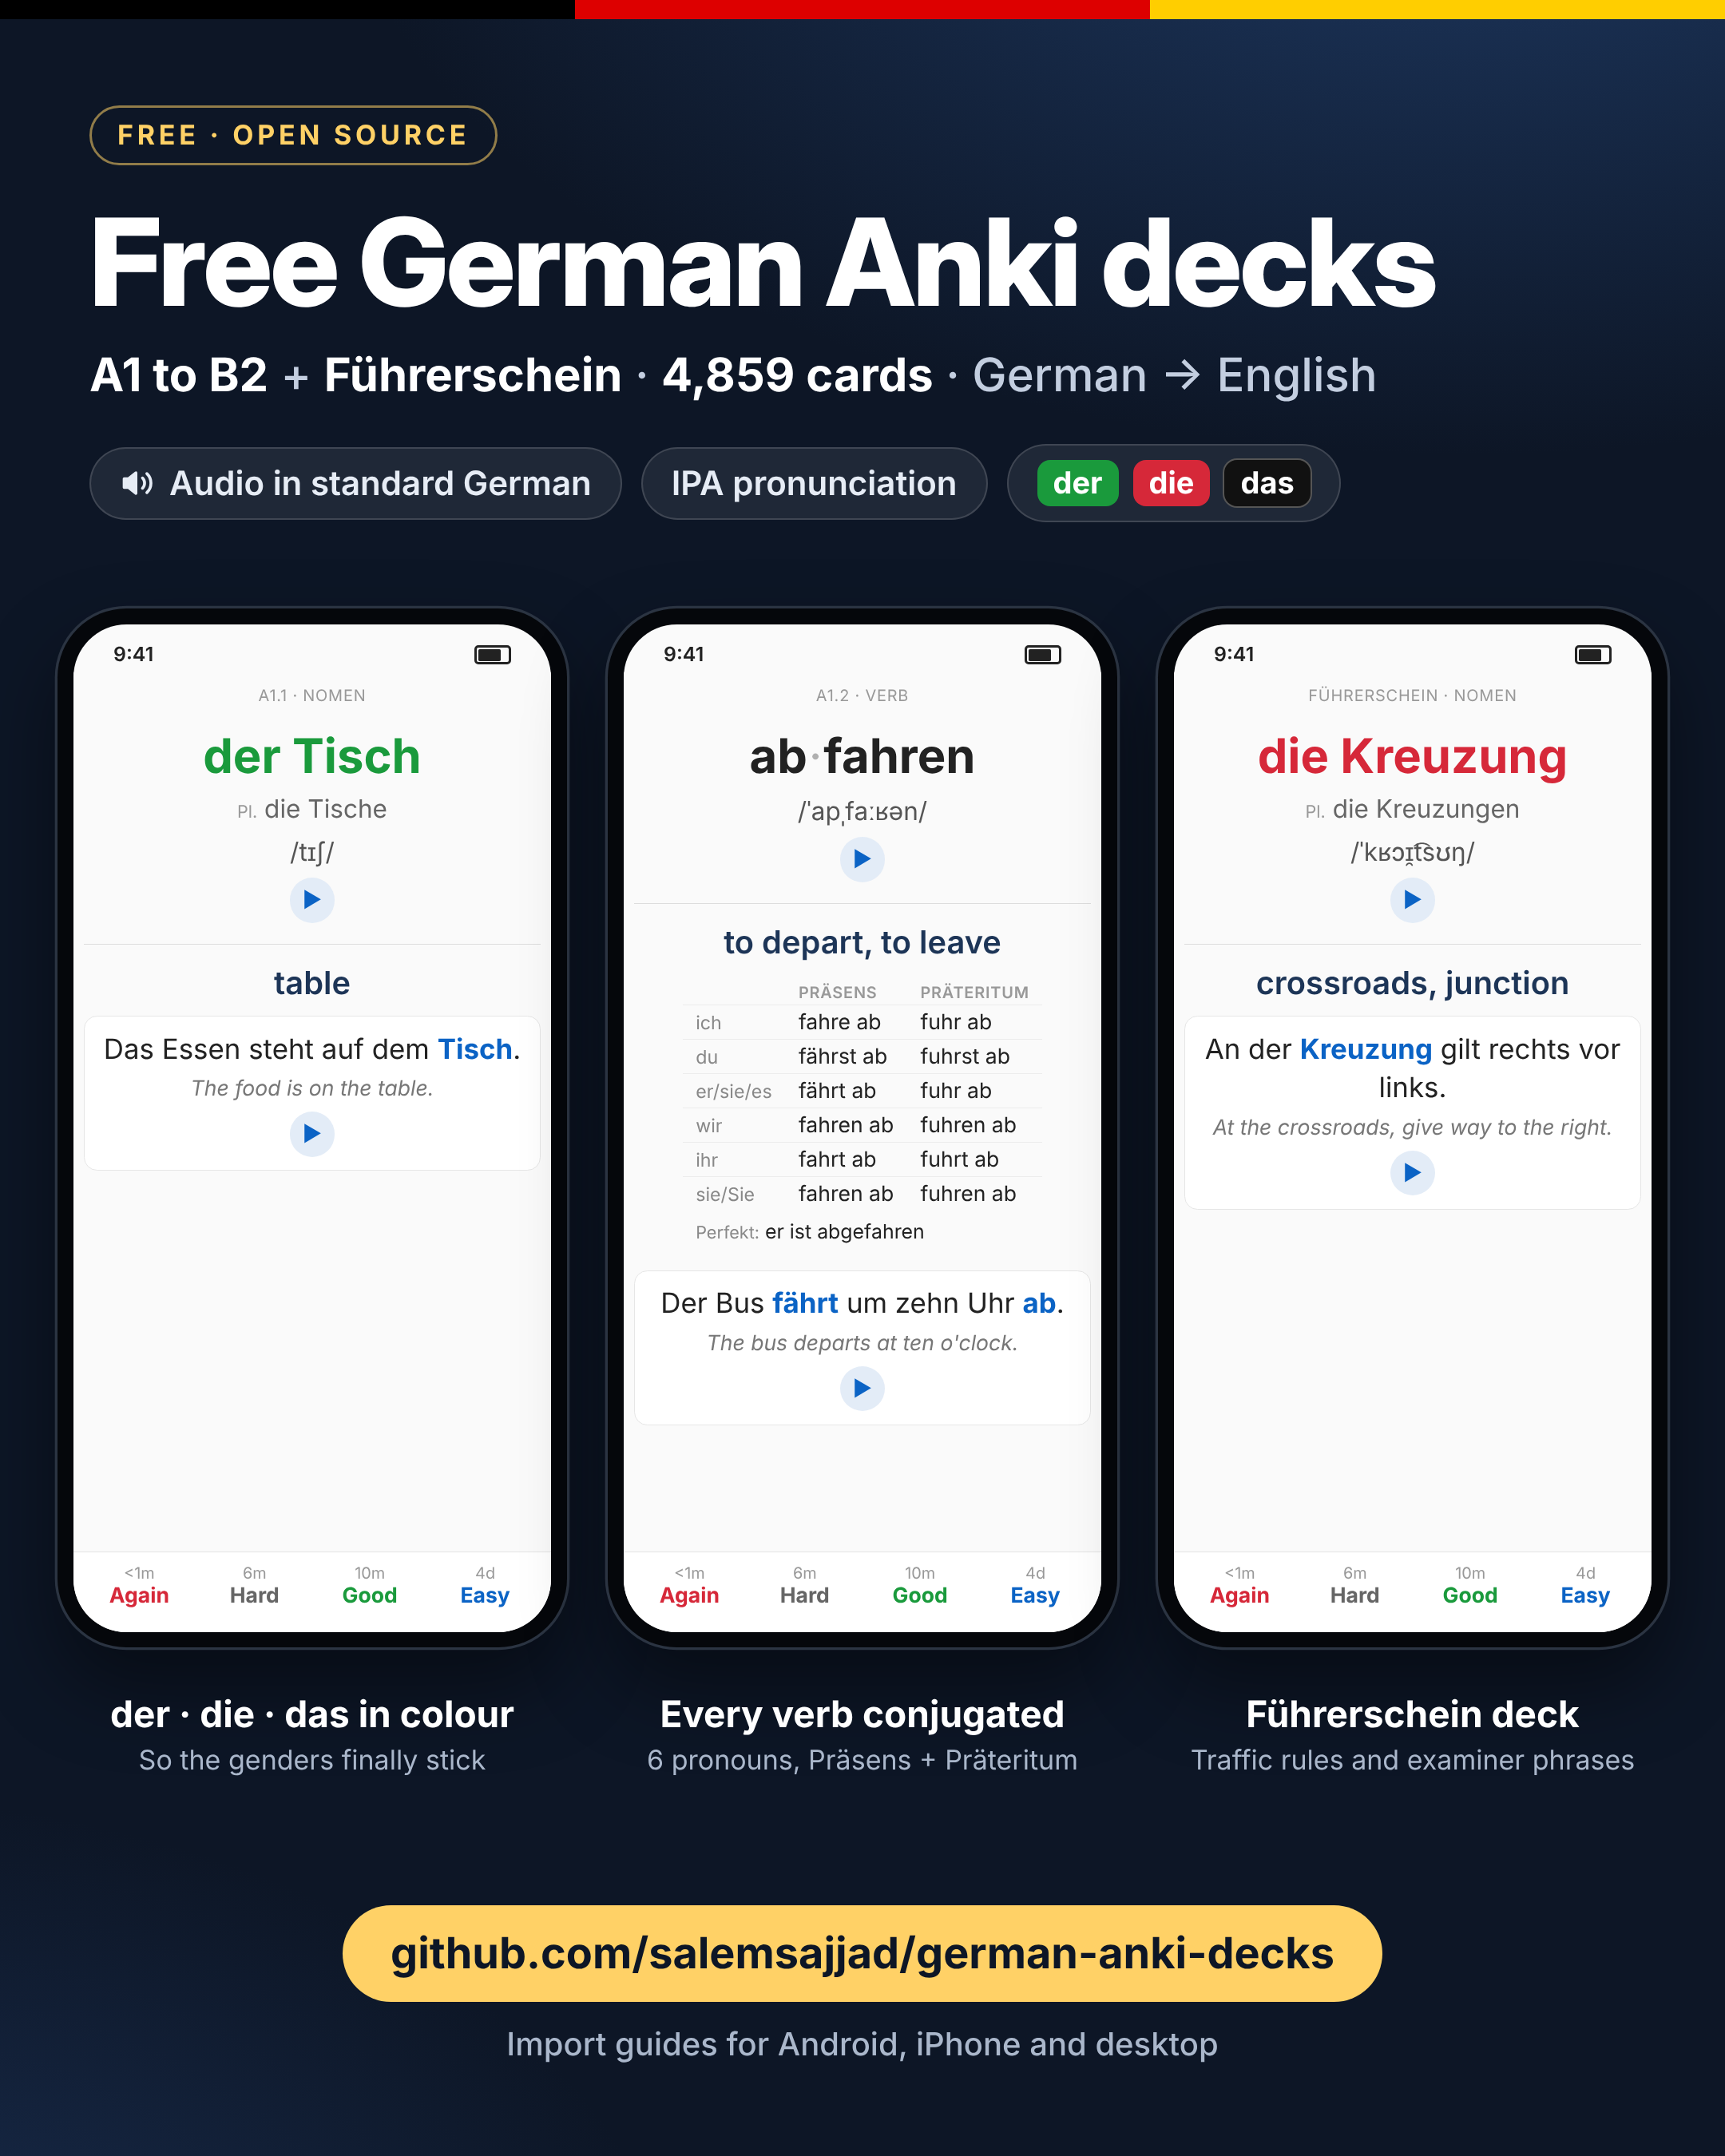 FREE · OPEN SOURCE
Free German Anki decks
A1 to B2 + Führerschein · 4,859 cards · German → English
Audio in standard German
IPA pronunciation
der die das
9:41
A1.1 · NOMEN
der Tisch
Pl. die Tische
/tɪʃ/
table
Das Essen steht auf dem Tisch.
The food is on the table.
<1m 6m 10m 4d
Again Hard Good Easy
der · die · das in colour
So the genders finally stick
9:41
A1.2 · VERB
ab·fahren
/ˈapˌfaːʁən/
to depart, to leave
PRÄSENS PRÄTERITUM
ich fahre ab fuhr ab
du fährst ab fuhrst ab
er/sie/es fährt ab fuhr ab
wir fahren ab fuhren ab
ihr fahrt ab fuhrt ab
sie/Sie fahren ab fuhren ab
Perfekt: er ist abgefahren
Der Bus fährt um zehn Uhr ab.
The bus departs at ten o'clock.
<1m 6m 10m 4d
Again Hard Good Easy
Every verb conjugated
6 pronouns, Präsens + Präteritum
9:41
FÜHRERSCHEIN · NOMEN
die Kreuzung
Pl. die Kreuzungen
/ˈkʁɔɪ̯t͡sʊŋ/
crossroads, junction
An der Kreuzung gilt rechts vor
links.
At the crossroads, give way to the right.
<1m 6m 10m 4d
Again Hard Good Easy
Führerschein deck
Traffic rules and examiner phrases
github.com/salemsajjad/german-anki-decks
Import guides for Android, iPhone and desktop